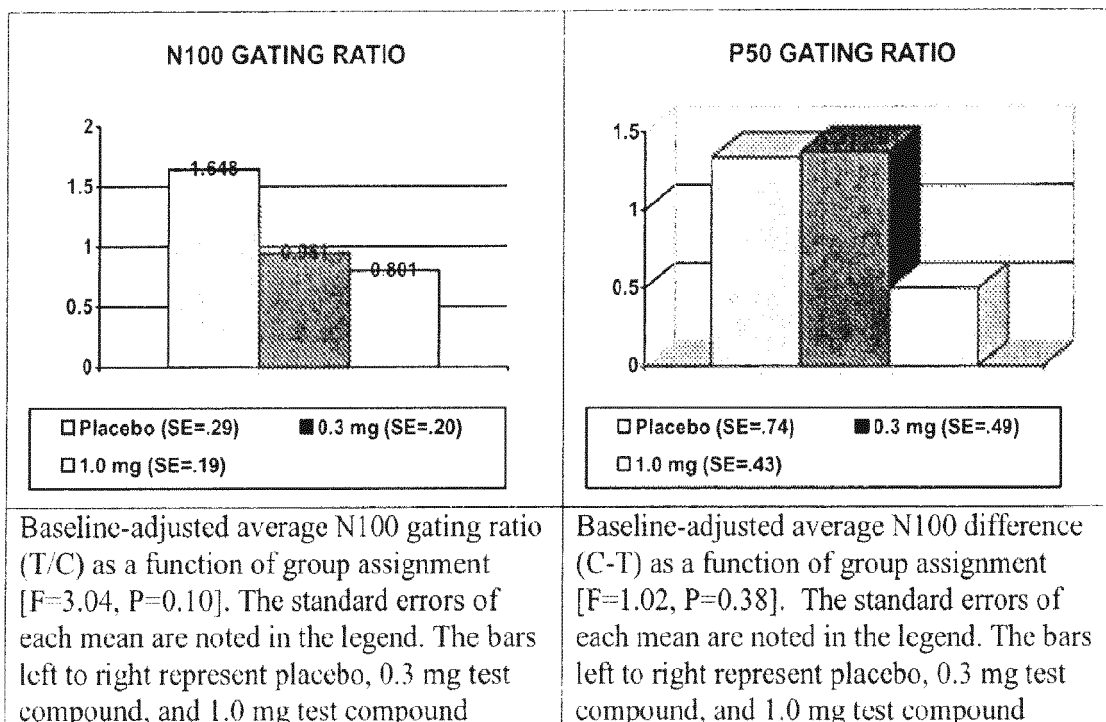 N100 GATING RATIO
2
1.5
1
0.5
0
1.648
0.801
Placebo (SE=.29) 0.3 mg (SE=.20)
1.0 mg (SE=.19)
Baseline-adjusted average N100 gating ratio
(T/C) as a function of group assignment
[F=3.04, P=0.10]. The standard errors of
each mean are noted in the legend. The bars
left to right represent placebo, 0.3 mg test
compound, and 1.0 mg test compound
P50 GATING RATIO
1.5
1
0.5
0
Placebo (SE=.74) 0.3 mg (SE=.49)
1.0 mg (SE=.43)
Baseline-adjusted average N100 difference
(C-T) as a function of group assignment
[F=1.02, P=0.38]. The standard errors of
each mean are noted in the legend. The bars
left to right represent placebo, 0.3 mg test
compound, and 1.0 mg test compound